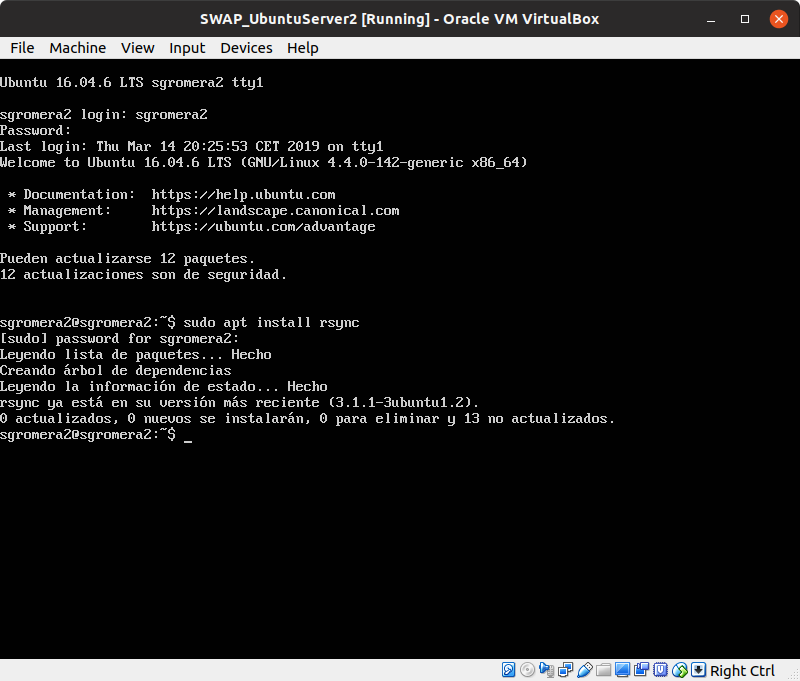 SWAP_UbuntuServer2 [Running] - Oracle VM VirtualBox
File Machine View Input Devices Help
Ubuntu 16.04.6 LTS sgromera2 tty1
sgromera2 login: sgromera2
Password:
Last login: Thu Mar 14 20:25:53 CET 2019 on tty1
Welcome to Ubuntu 16.04.6 LTS (GNU/Linux 4.4.0-142-generic x86_64)
* Documentation: https://help.ubuntu.com
* Management: https://landscape.canonical.com
* Support: https://ubuntu.com/advantage
Pueden actualizarse 12 paquetes.
12 actualizaciones son de seguridad.
sgromera2@sgromera2:~$ sudo apt install rsync
[sudo] password for sgromera2:
Leyendo lista de paquetes... Hecho
Creando árbol de dependencias
Leyendo la información de estado... Hecho
rsync ya está en su versión más reciente (3.1.1-3ubuntu1.2).
0 actualizados, 0 nuevos se instalarán, 0 para eliminar y 13 no actualizados.
sgromera2@sgromera2:~$ _
Right Ctrl